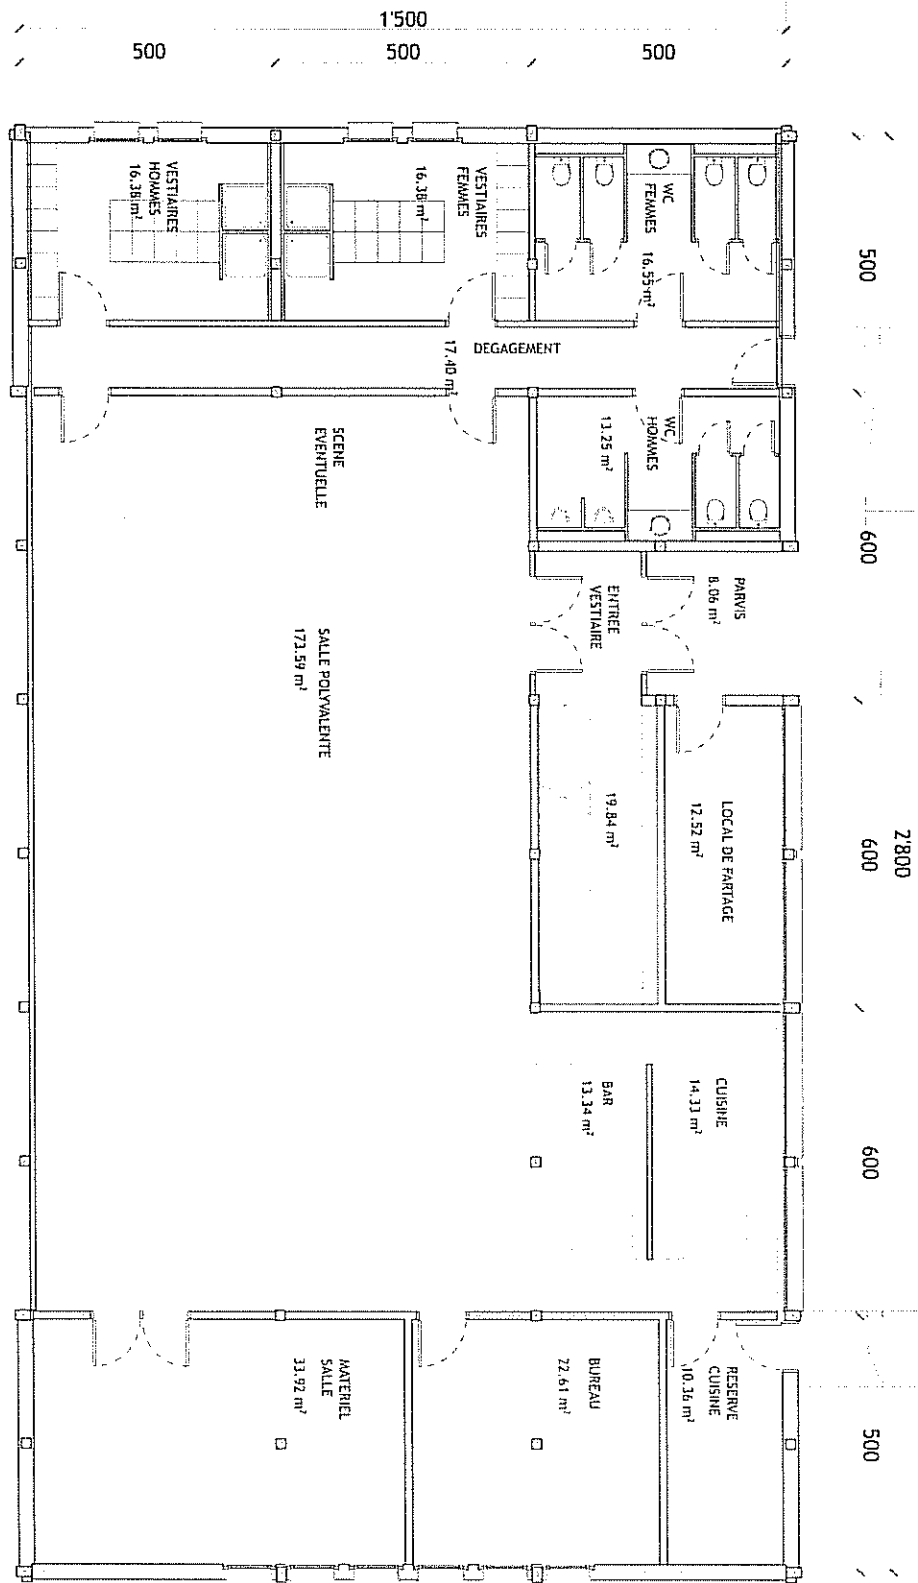 1'500
500
500
500
VESTIAIRES
HOMMES
16.38 m²
VESTIAIRES
FEMMES
16.38 m²
WC
FEMMES
16.55 m²
500
DEGAGEMENT
17.40 m²
SCENE
EVENTUELLE
WC
HOMMES
13.25 m²
600
ENTREE
VESTIAIRE
PARVIS
8.06 m²
SALLE POLYVALENTE
173.59 m²
19.84 m²
LOCAL DE FARTAGE
12.52 m²
600
2'800
BAR
13.34 m²
CUISINE
14.33 m²
600
MATERIEL
SALLE
33.92 m²
BUREAU
22.61 m²
RESERVE
CUISINE
10.36 m²
500